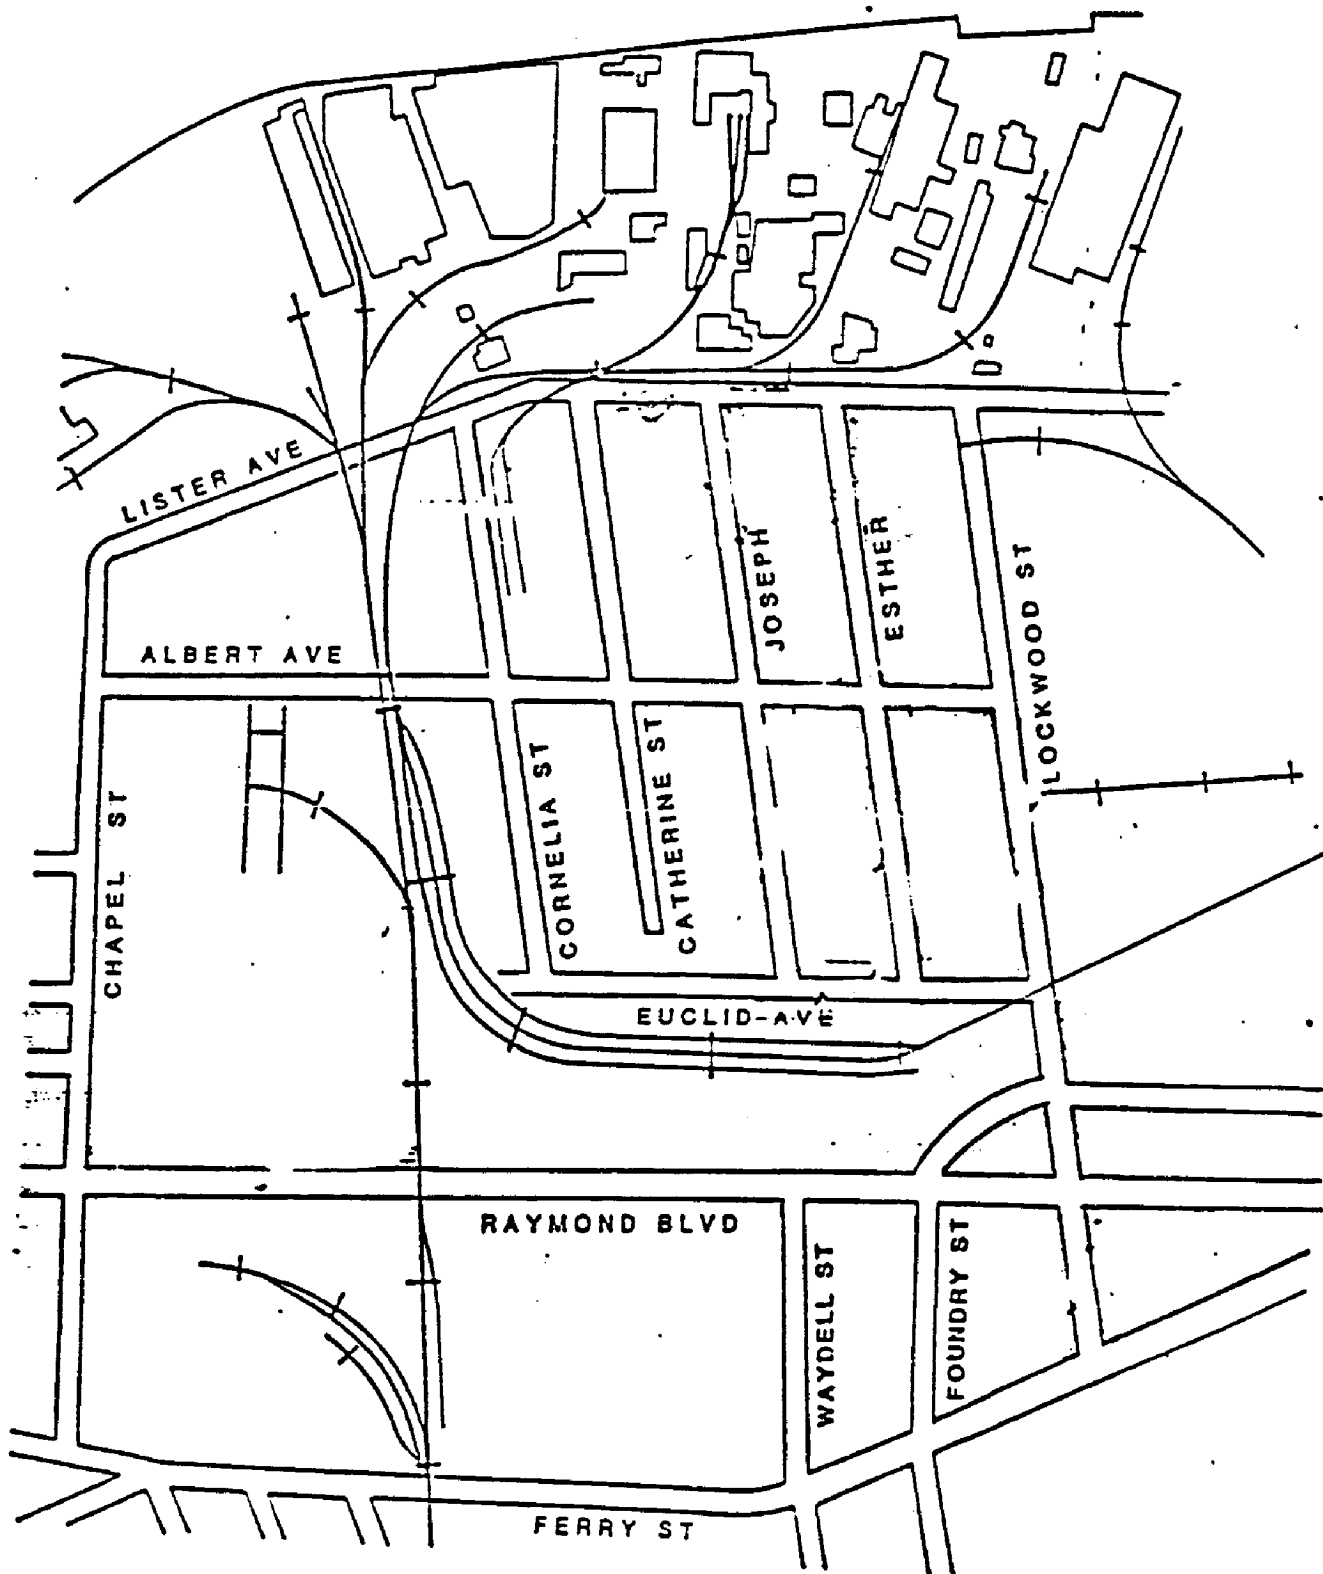 LISTER AVE
JOSEPH
ESTHER
LOCKWOOD ST
ALBERT AVE
CHAPEL ST
CORNELIA ST
CATHERINE ST
EUCLID-AVE
RAYMOND BLVD
WAYDELL ST
FOUNDRY ST
FERRY ST